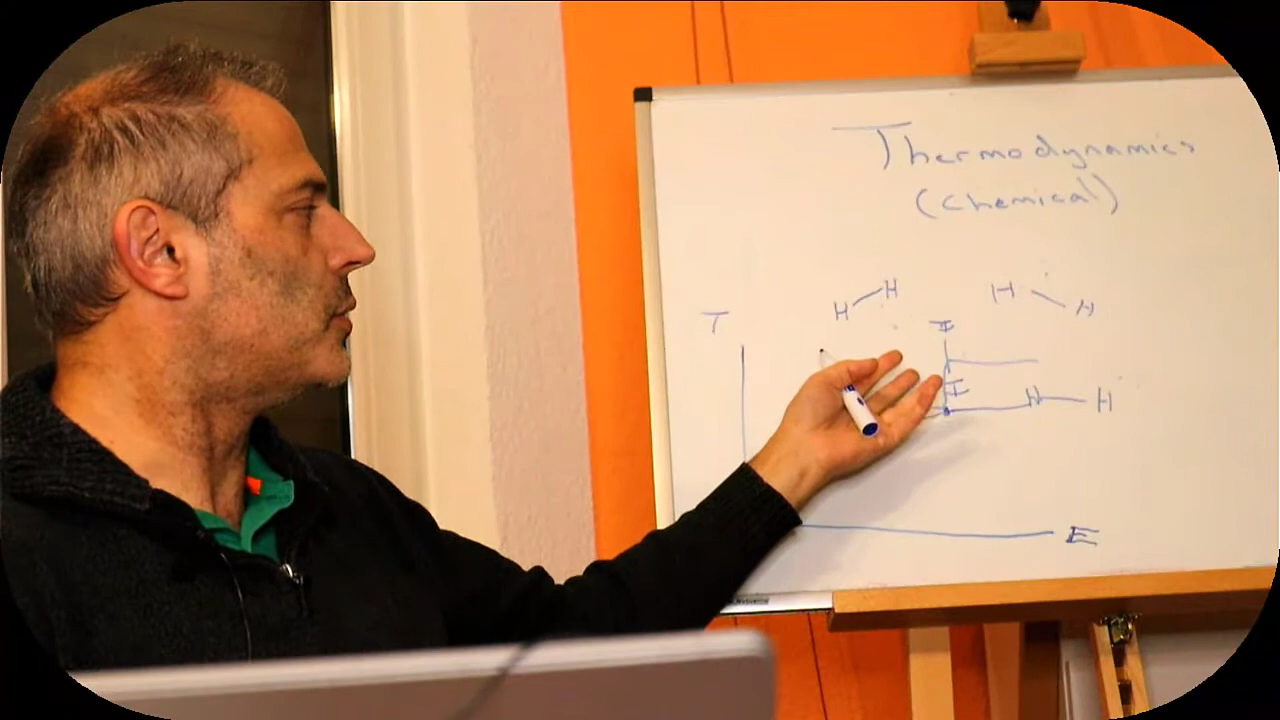 Thermodynamics
(chemical)
H H
H H
T
H
H
H H
E